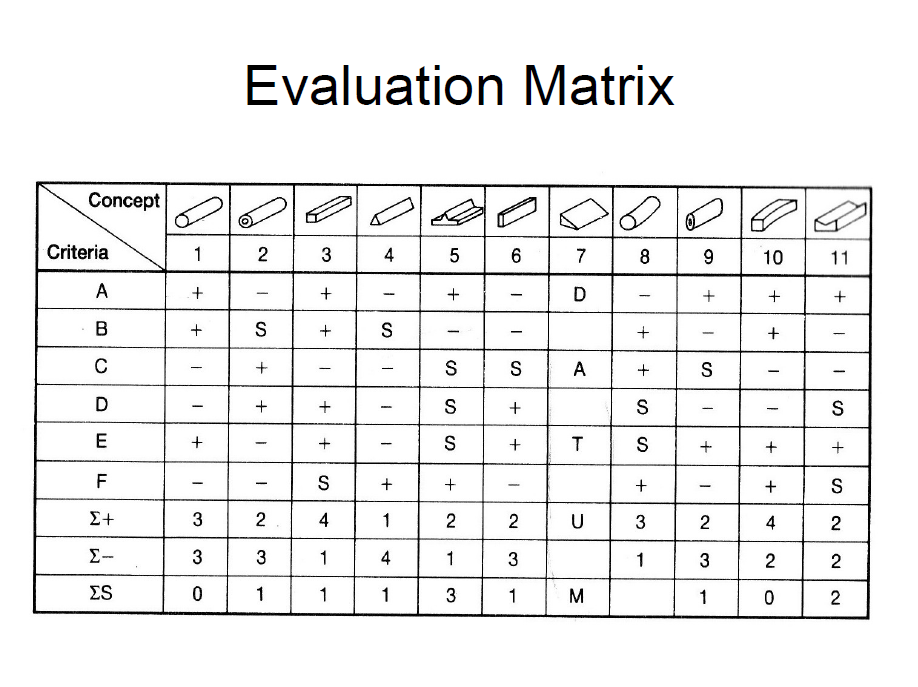 Evaluation Matrix
Concept
Criteria 1 2 3 4 5 6 7 8 9 10 11
A + − + − + − D − + + +
B + S + S − − + − + −
C − + − − S S A + S − −
D − + + − S + S − − S
E + − + − S + T S + + +
F − − S + + − + − + S
Σ+ 3 2 4 1 2 2 U 3 2 4 2
Σ− 3 3 1 4 1 3 1 3 2 2
ΣS 0 1 1 1 3 1 M 1 0 2